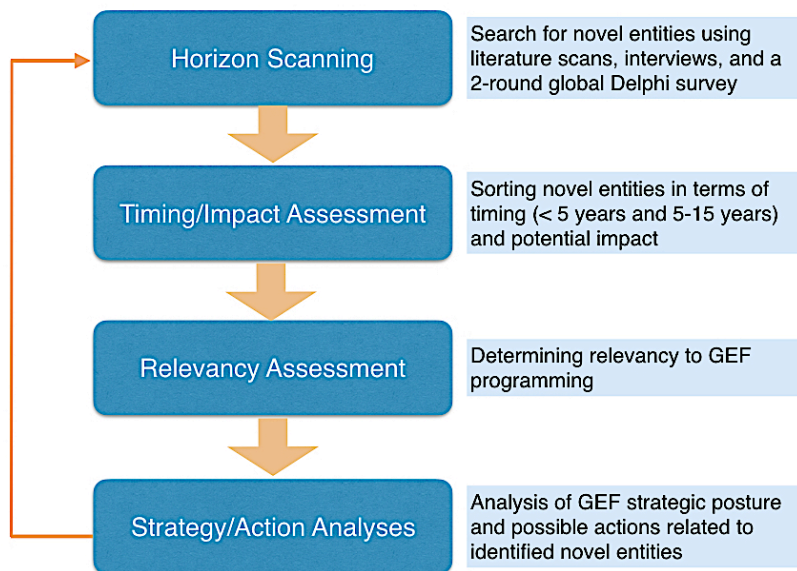 Horizon Scanning
Search for novel entities using
literature scans, interviews, and a
2-round global Delphi survey
Timing/Impact Assessment
Sorting novel entities in terms of
timing (< 5 years and 5-15 years)
and potential impact
Relevancy Assessment
Determining relevancy to GEF
programming
Strategy/Action Analyses
Analysis of GEF strategic posture
and possible actions related to
identified novel entities